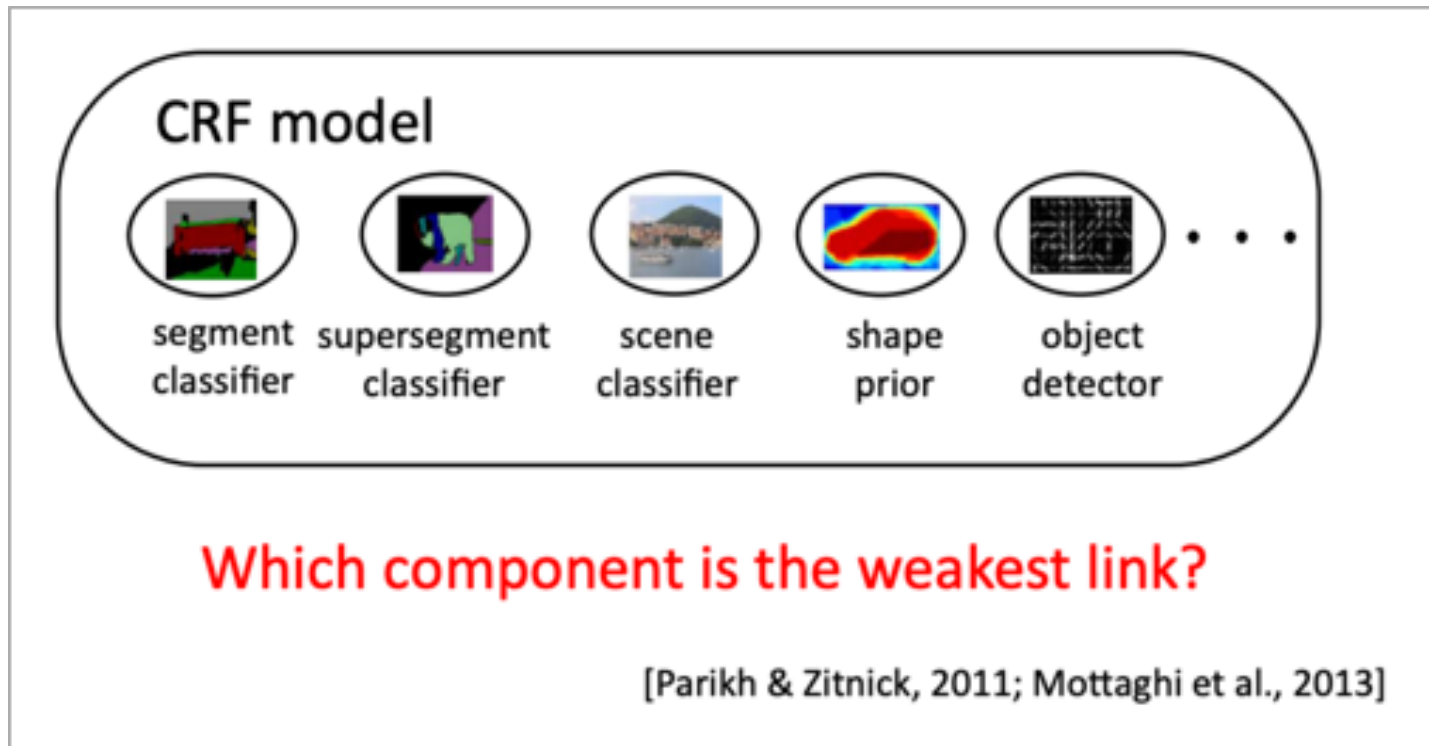 CRF model
segment supersegment scene shape object
classifier classifier classifier prior detector
Which component is the weakest link?
[Parikh & Zitnick, 2011; Mottaghi et al., 2013]